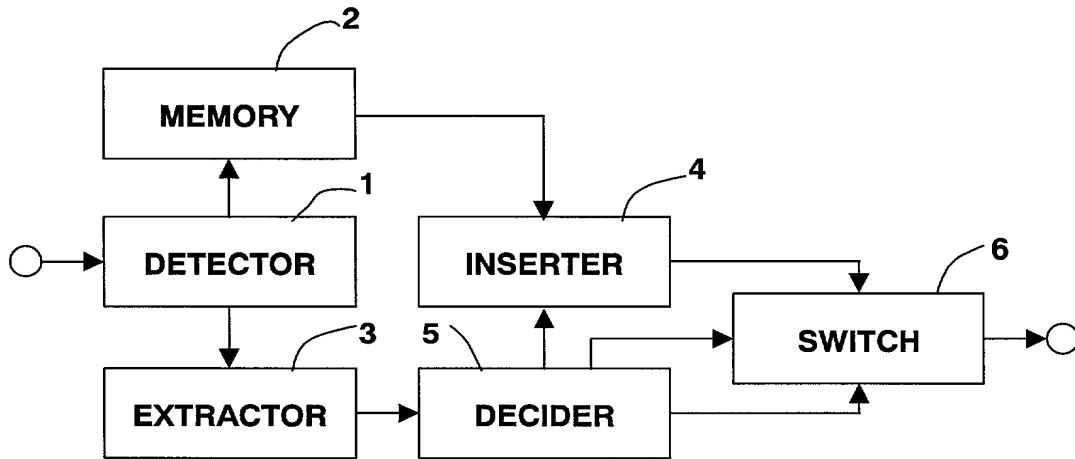 2
MEMORY
1
4
DETECTOR
INSERTER
6
SWITCH
3
5
EXTRACTOR
DECIDER